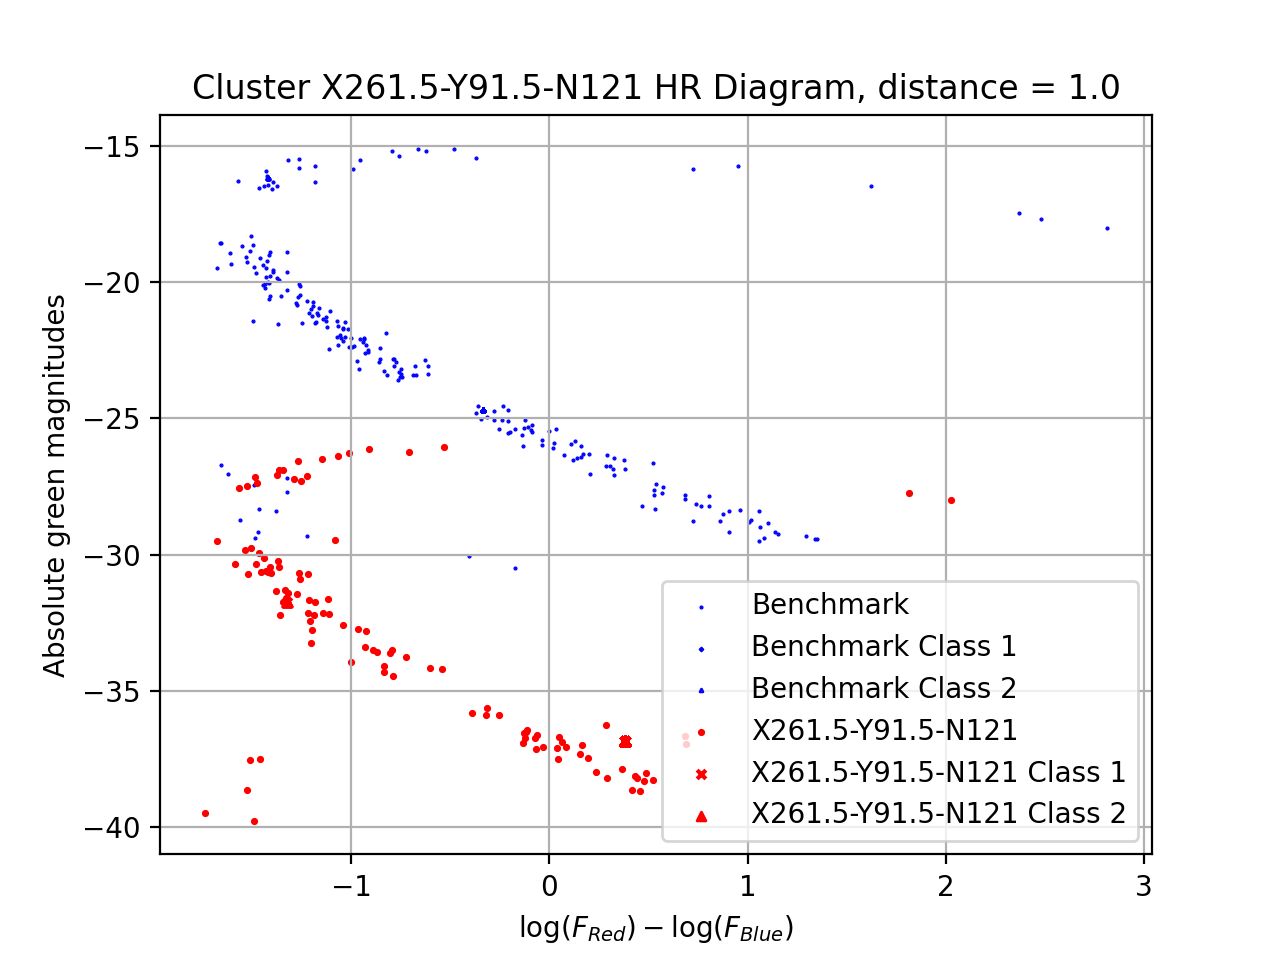 Cluster X261.5-Y91.5-N121 HR Diagram, distance = 1.0
Absolute green magnitudes
−15
−20
−25
−30
−35
−40
Benchmark
Benchmark Class 1
Benchmark Class 2
X261.5-Y91.5-N121
X261.5-Y91.5-N121 Class 1
X261.5-Y91.5-N121 Class 2
−1 0 1 2 3
log(F_Red) − log(F_Blue)